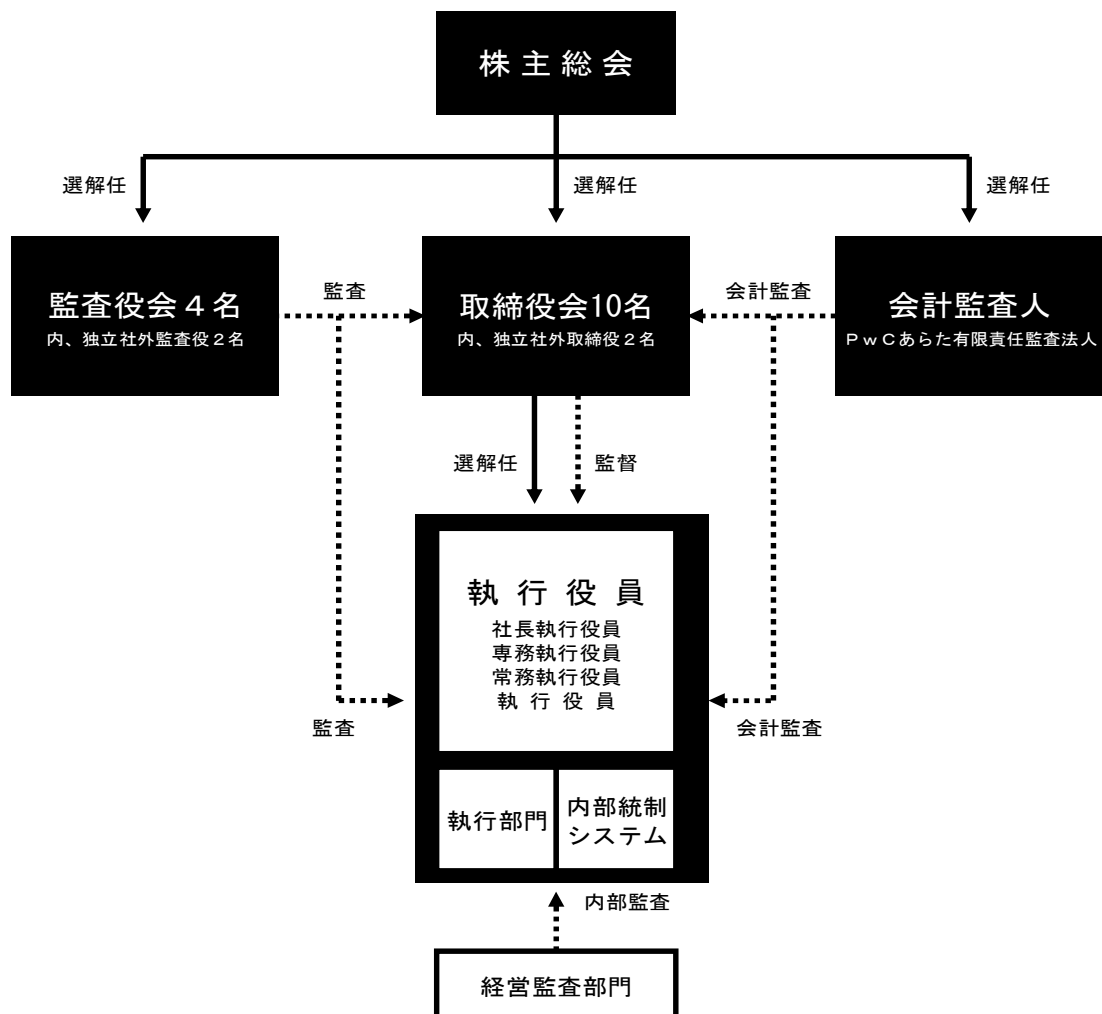 株主総会
選解任
選解任
選解任
監査役会４名
内、独立社外監査役２名
監査
取締役会10名
内、独立社外取締役２名
会計監査
会計監査人
ＰｗＣあらた有限責任監査法人
選解任
監督
執行役員
社長執行役員
専務執行役員
常務執行役員
執行役員
監査
会計監査
執行部門
内部統制
システム
内部監査
経営監査部門